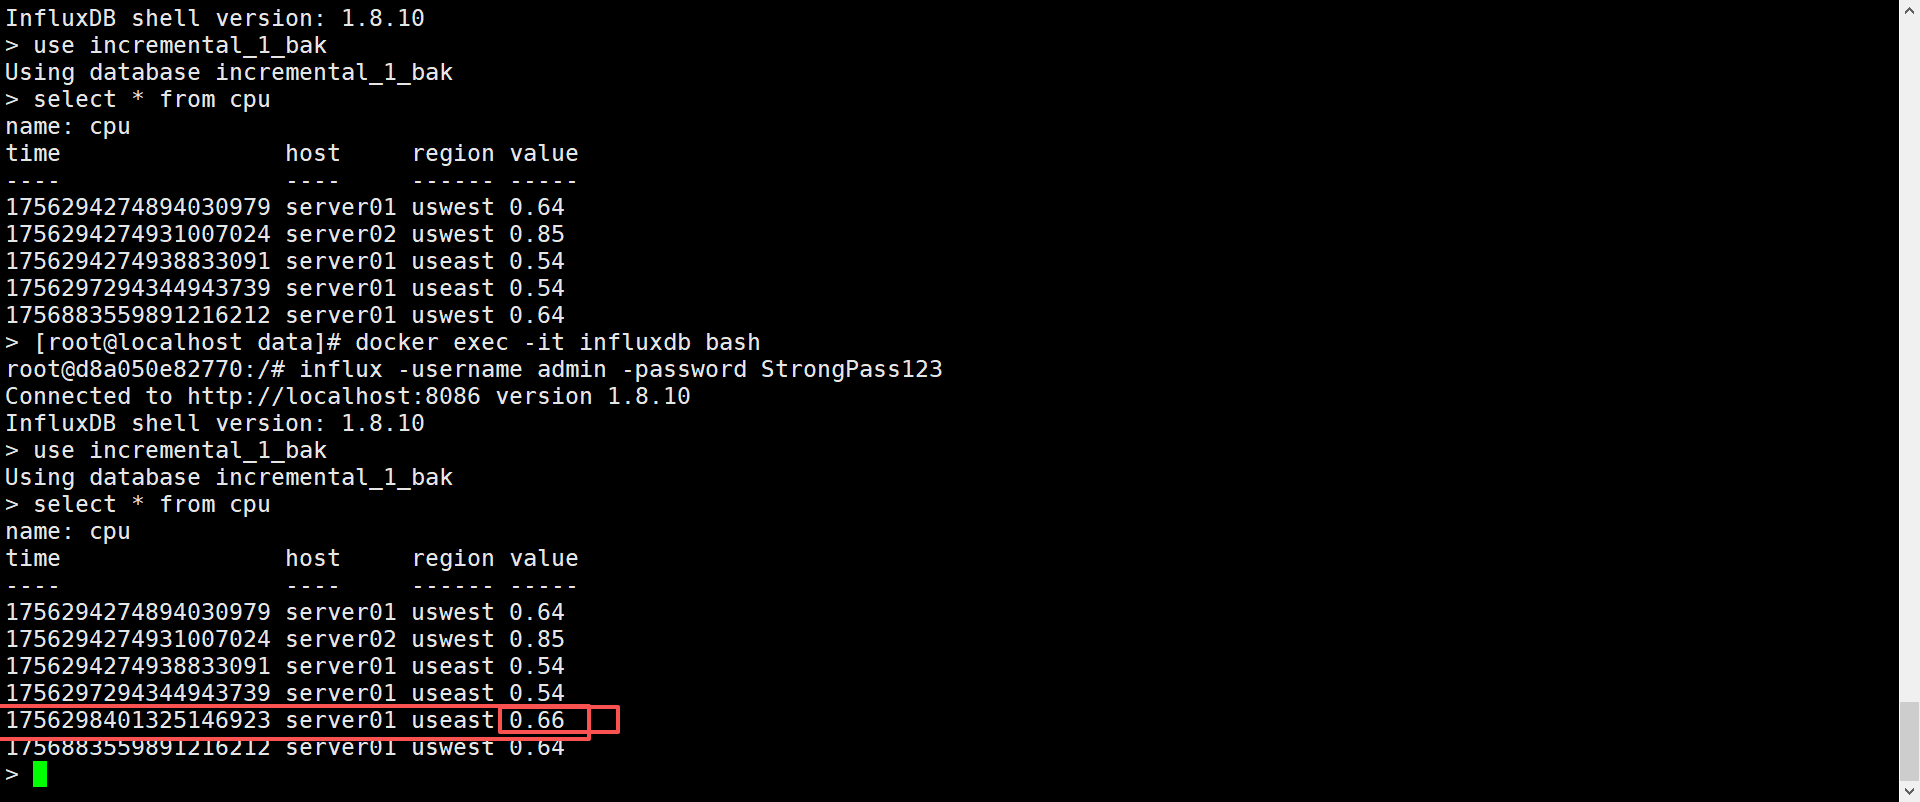 InfluxDB shell version: 1.8.10
> use incremental_1_bak
Using database incremental_1_bak
> select * from cpu
name: cpu
time                host     region value
----                ----     ------ -----
1756294274894030979 server01 uswest 0.64
1756294274931007024 server02 uswest 0.85
1756294274938833091 server01 useast 0.54
1756297294344943739 server01 useast 0.54
1756883559891216212 server01 uswest 0.64
> [root@localhost data]# docker exec -it influxdb bash
root@d8a050e82770:/# influx -username admin -password StrongPass123
Connected to http://localhost:8086 version 1.8.10
InfluxDB shell version: 1.8.10
> use incremental_1_bak
Using database incremental_1_bak
> select * from cpu
name: cpu
time                host     region value
----                ----     ------ -----
1756294274894030979 server01 uswest 0.64
1756294274931007024 server02 uswest 0.85
1756294274938833091 server01 useast 0.54
1756297294344943739 server01 useast 0.54
1756298401325146923 server01 useast 0.66
1756883559891216212 server01 uswest 0.64
>